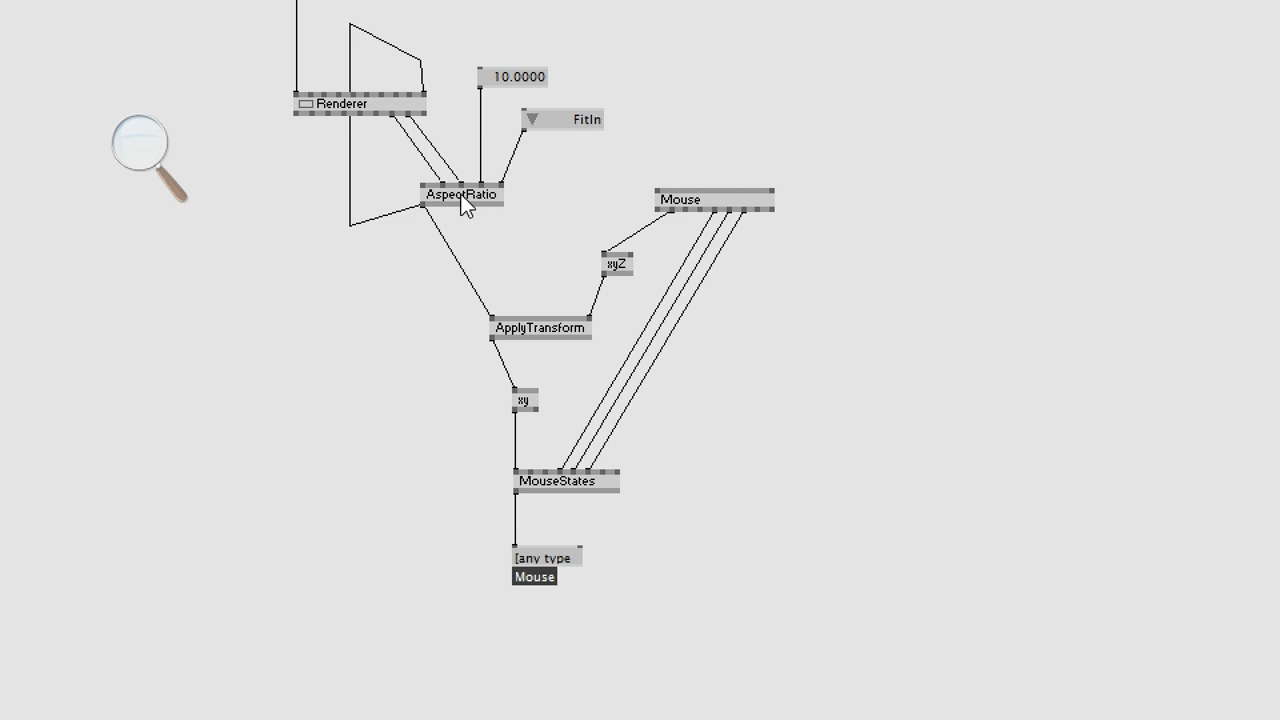 10.0000
Renderer
FitIn
AspectRatio
Mouse
xyZ
ApplyTransform
xy
MouseStates
[any type
Mouse